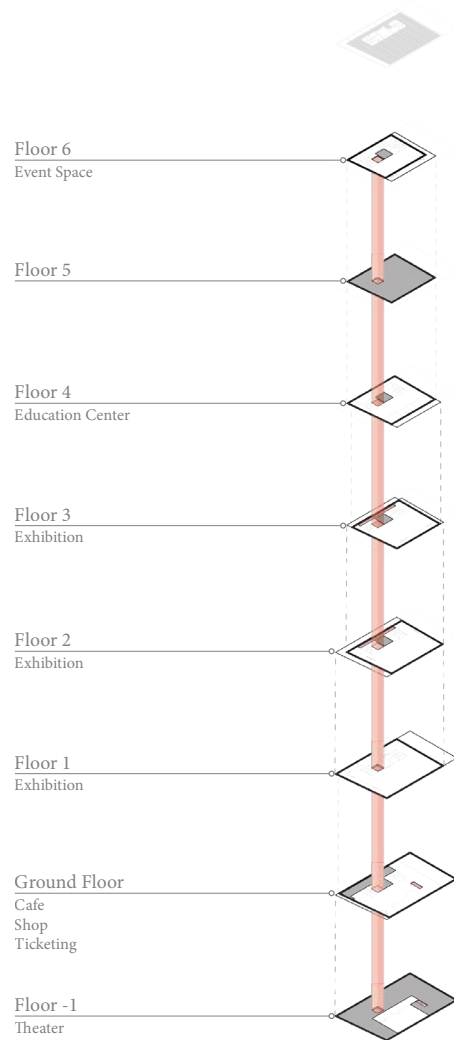 Floor 6
Event Space
Floor 5
Floor 4
Education Center
Floor 3
Exhibition
Floor 2
Exhibition
Floor 1
Exhibition
Ground Floor
Cafe
Shop
Ticketing
Floor -1
Theater